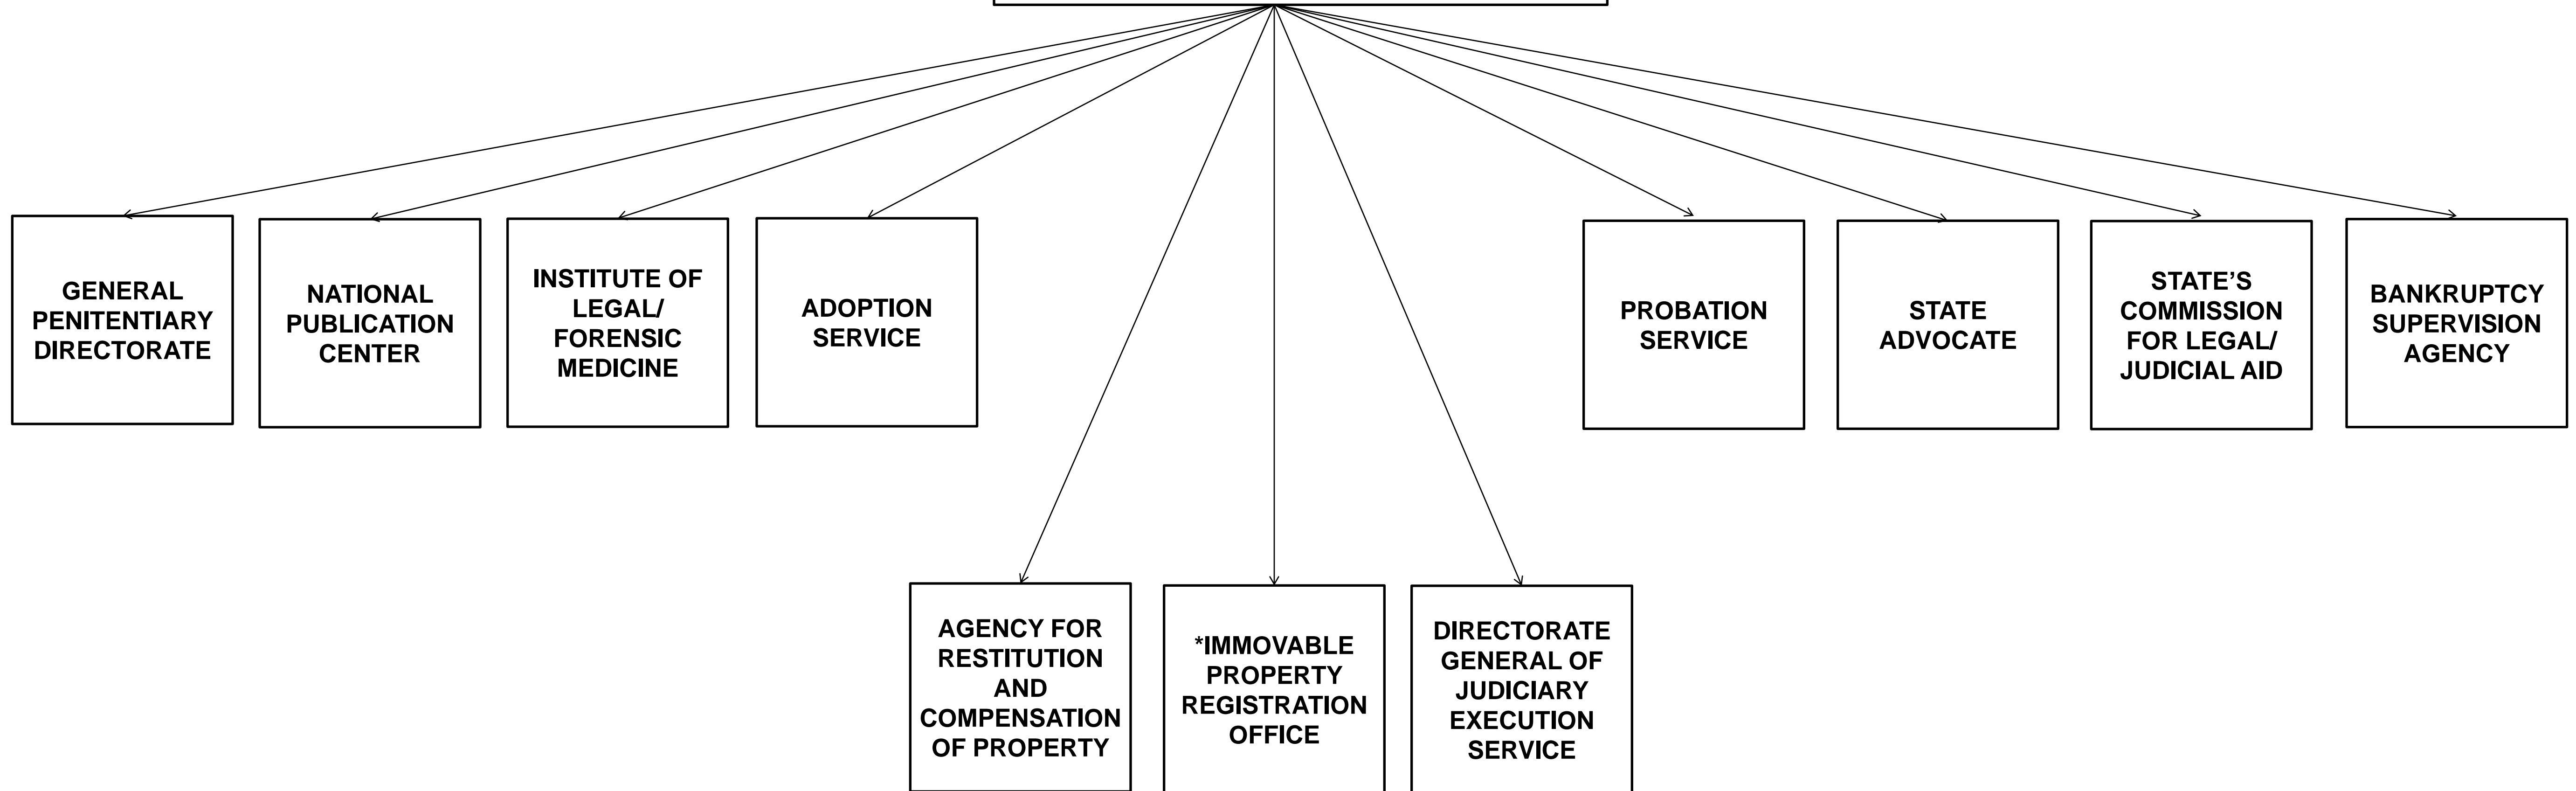 GENERAL
PENITENTIARY
DIRECTORATE
NATIONAL
PUBLICATION
CENTER
INSTITUTE OF
LEGAL/
FORENSIC
MEDICINE
ADOPTION
SERVICE
PROBATION
SERVICE
STATE
ADVOCATE
STATE’S
COMMISSION
FOR LEGAL/
JUDICIAL AID
BANKRUPTCY
SUPERVISION
AGENCY
AGENCY FOR
RESTITUTION
AND
COMPENSATION
OF PROPERTY
*IMMOVABLE
PROPERTY
REGISTRATION
OFFICE
DIRECTORATE
GENERAL OF
JUDICIARY
EXECUTION
SERVICE